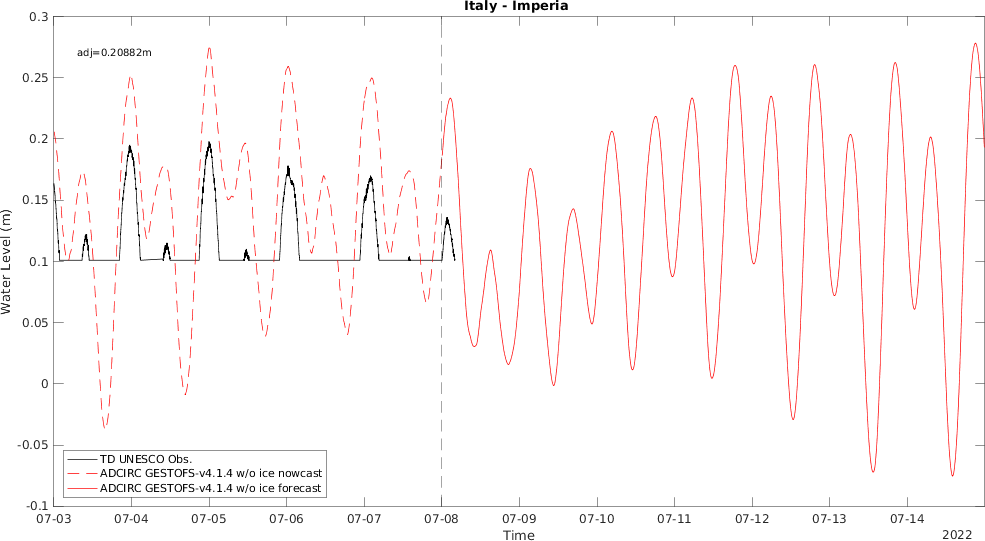 Italy - Imperia
adj=0.20882m
0.3
0.25
0.2
0.15
0.1
0.05
0
-0.05
-0.1
Water Level (m)
TD UNESCO Obs.
ADCIRC GESTOFS-v4.1.4 w/o ice nowcast
ADCIRC GESTOFS-v4.1.4 w/o ice forecast
07-03 07-04 07-05 07-06 07-07 07-08 07-09 07-10 07-11 07-12 07-13 07-14
Time
2022